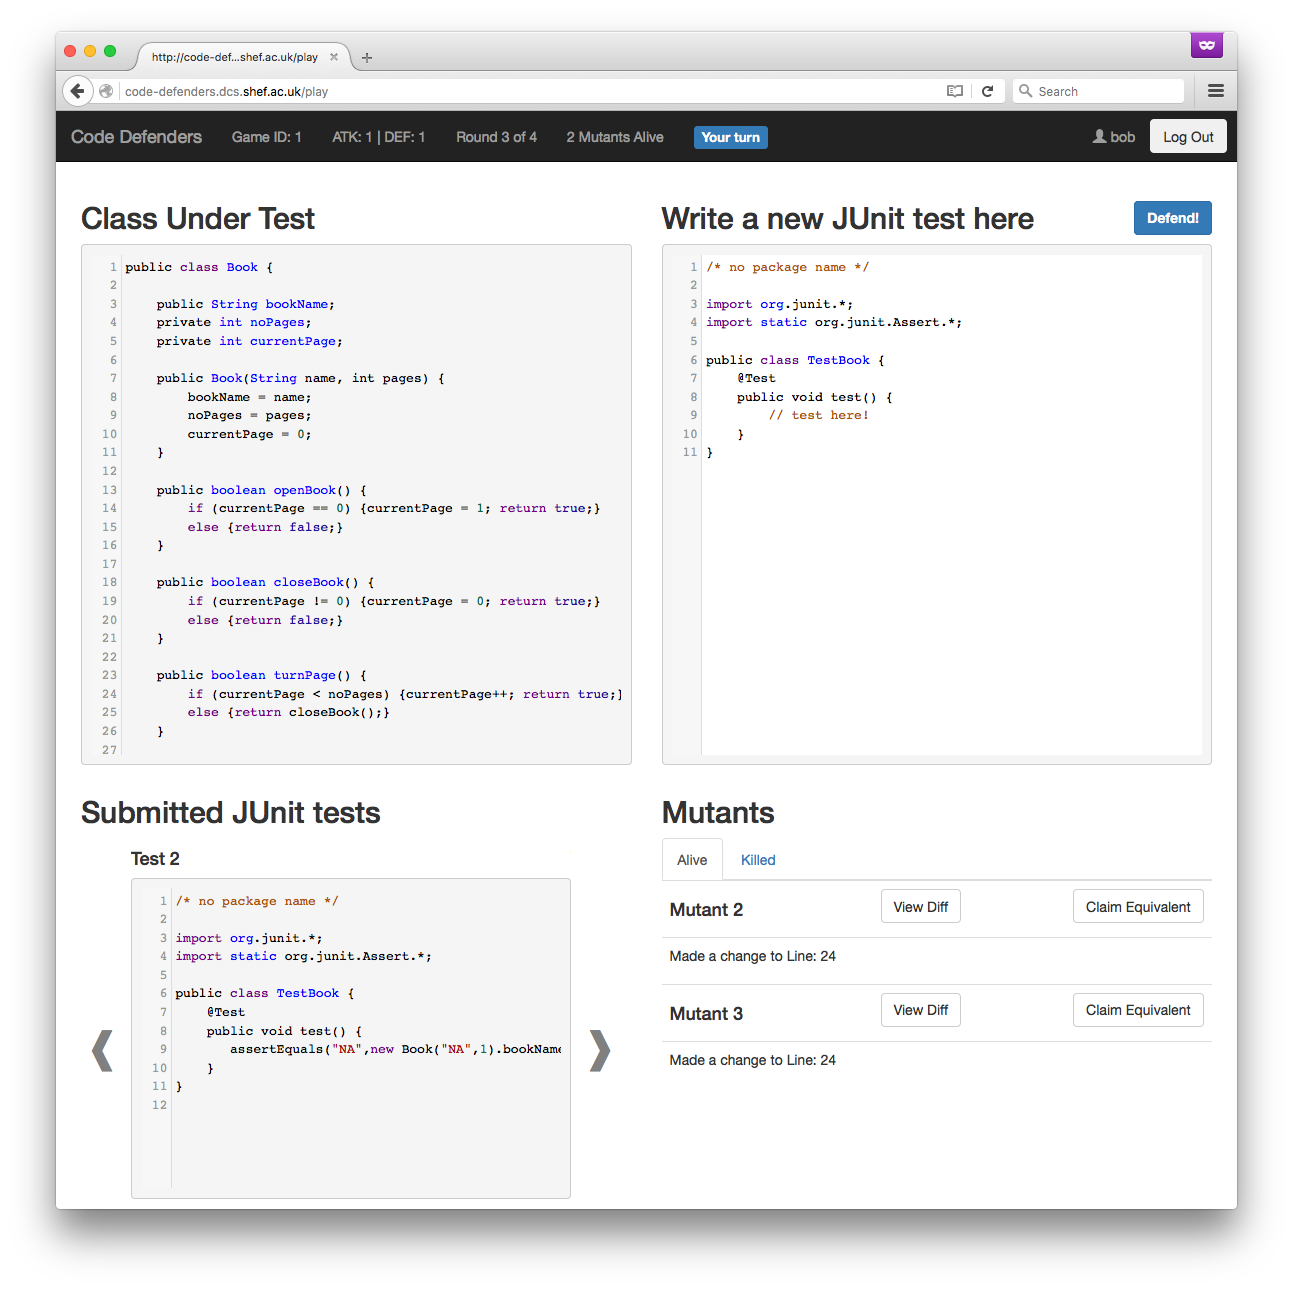 http://code-def...shef.ac.uk/play
code-defenders.dcs.shef.ac.uk/play
Search
Code Defenders
Game ID: 1
ATK: 1 | DEF: 1
Round 3 of 4
2 Mutants Alive
Your turn
bob
Log Out
Class Under Test
1 public class Book {
2
3     public String bookName;
4     private int noPages;
5     private int currentPage;
6
7     public Book(String name, int pages) {
8         bookName = name;
9         noPages = pages;
10         currentPage = 0;
11     }
12
13     public boolean openBook() {
14         if (currentPage == 0) {currentPage = 1; return true;}
15         else {return false;}
16     }
17
18     public boolean closeBook() {
19         if (currentPage != 0) {currentPage = 0; return true;}
20         else {return false;}
21     }
22
23     public boolean turnPage() {
24         if (currentPage < noPages) {currentPage++; return true;}
25         else {return closeBook();}
26     }
27
Write a new JUnit test here
Defend!
1 /* no package name */
2
3 import org.junit.*;
4 import static org.junit.Assert.*;
5
6 public class TestBook {
7     @Test
8     public void test() {
9         // test here!
10     }
11 }
Submitted JUnit tests
Test 2
1 /* no package name */
2
3 import org.junit.*;
4 import static org.junit.Assert.*;
5
6 public class TestBook {
7     @Test
8     public void test() {
9        assertEquals("NA",new Book("NA",1).bookName
10     }
11 }
12
Mutants
Alive
Killed
Mutant 2
View Diff
Claim Equivalent
Made a change to Line: 24
Mutant 3
View Diff
Claim Equivalent
Made a change to Line: 24